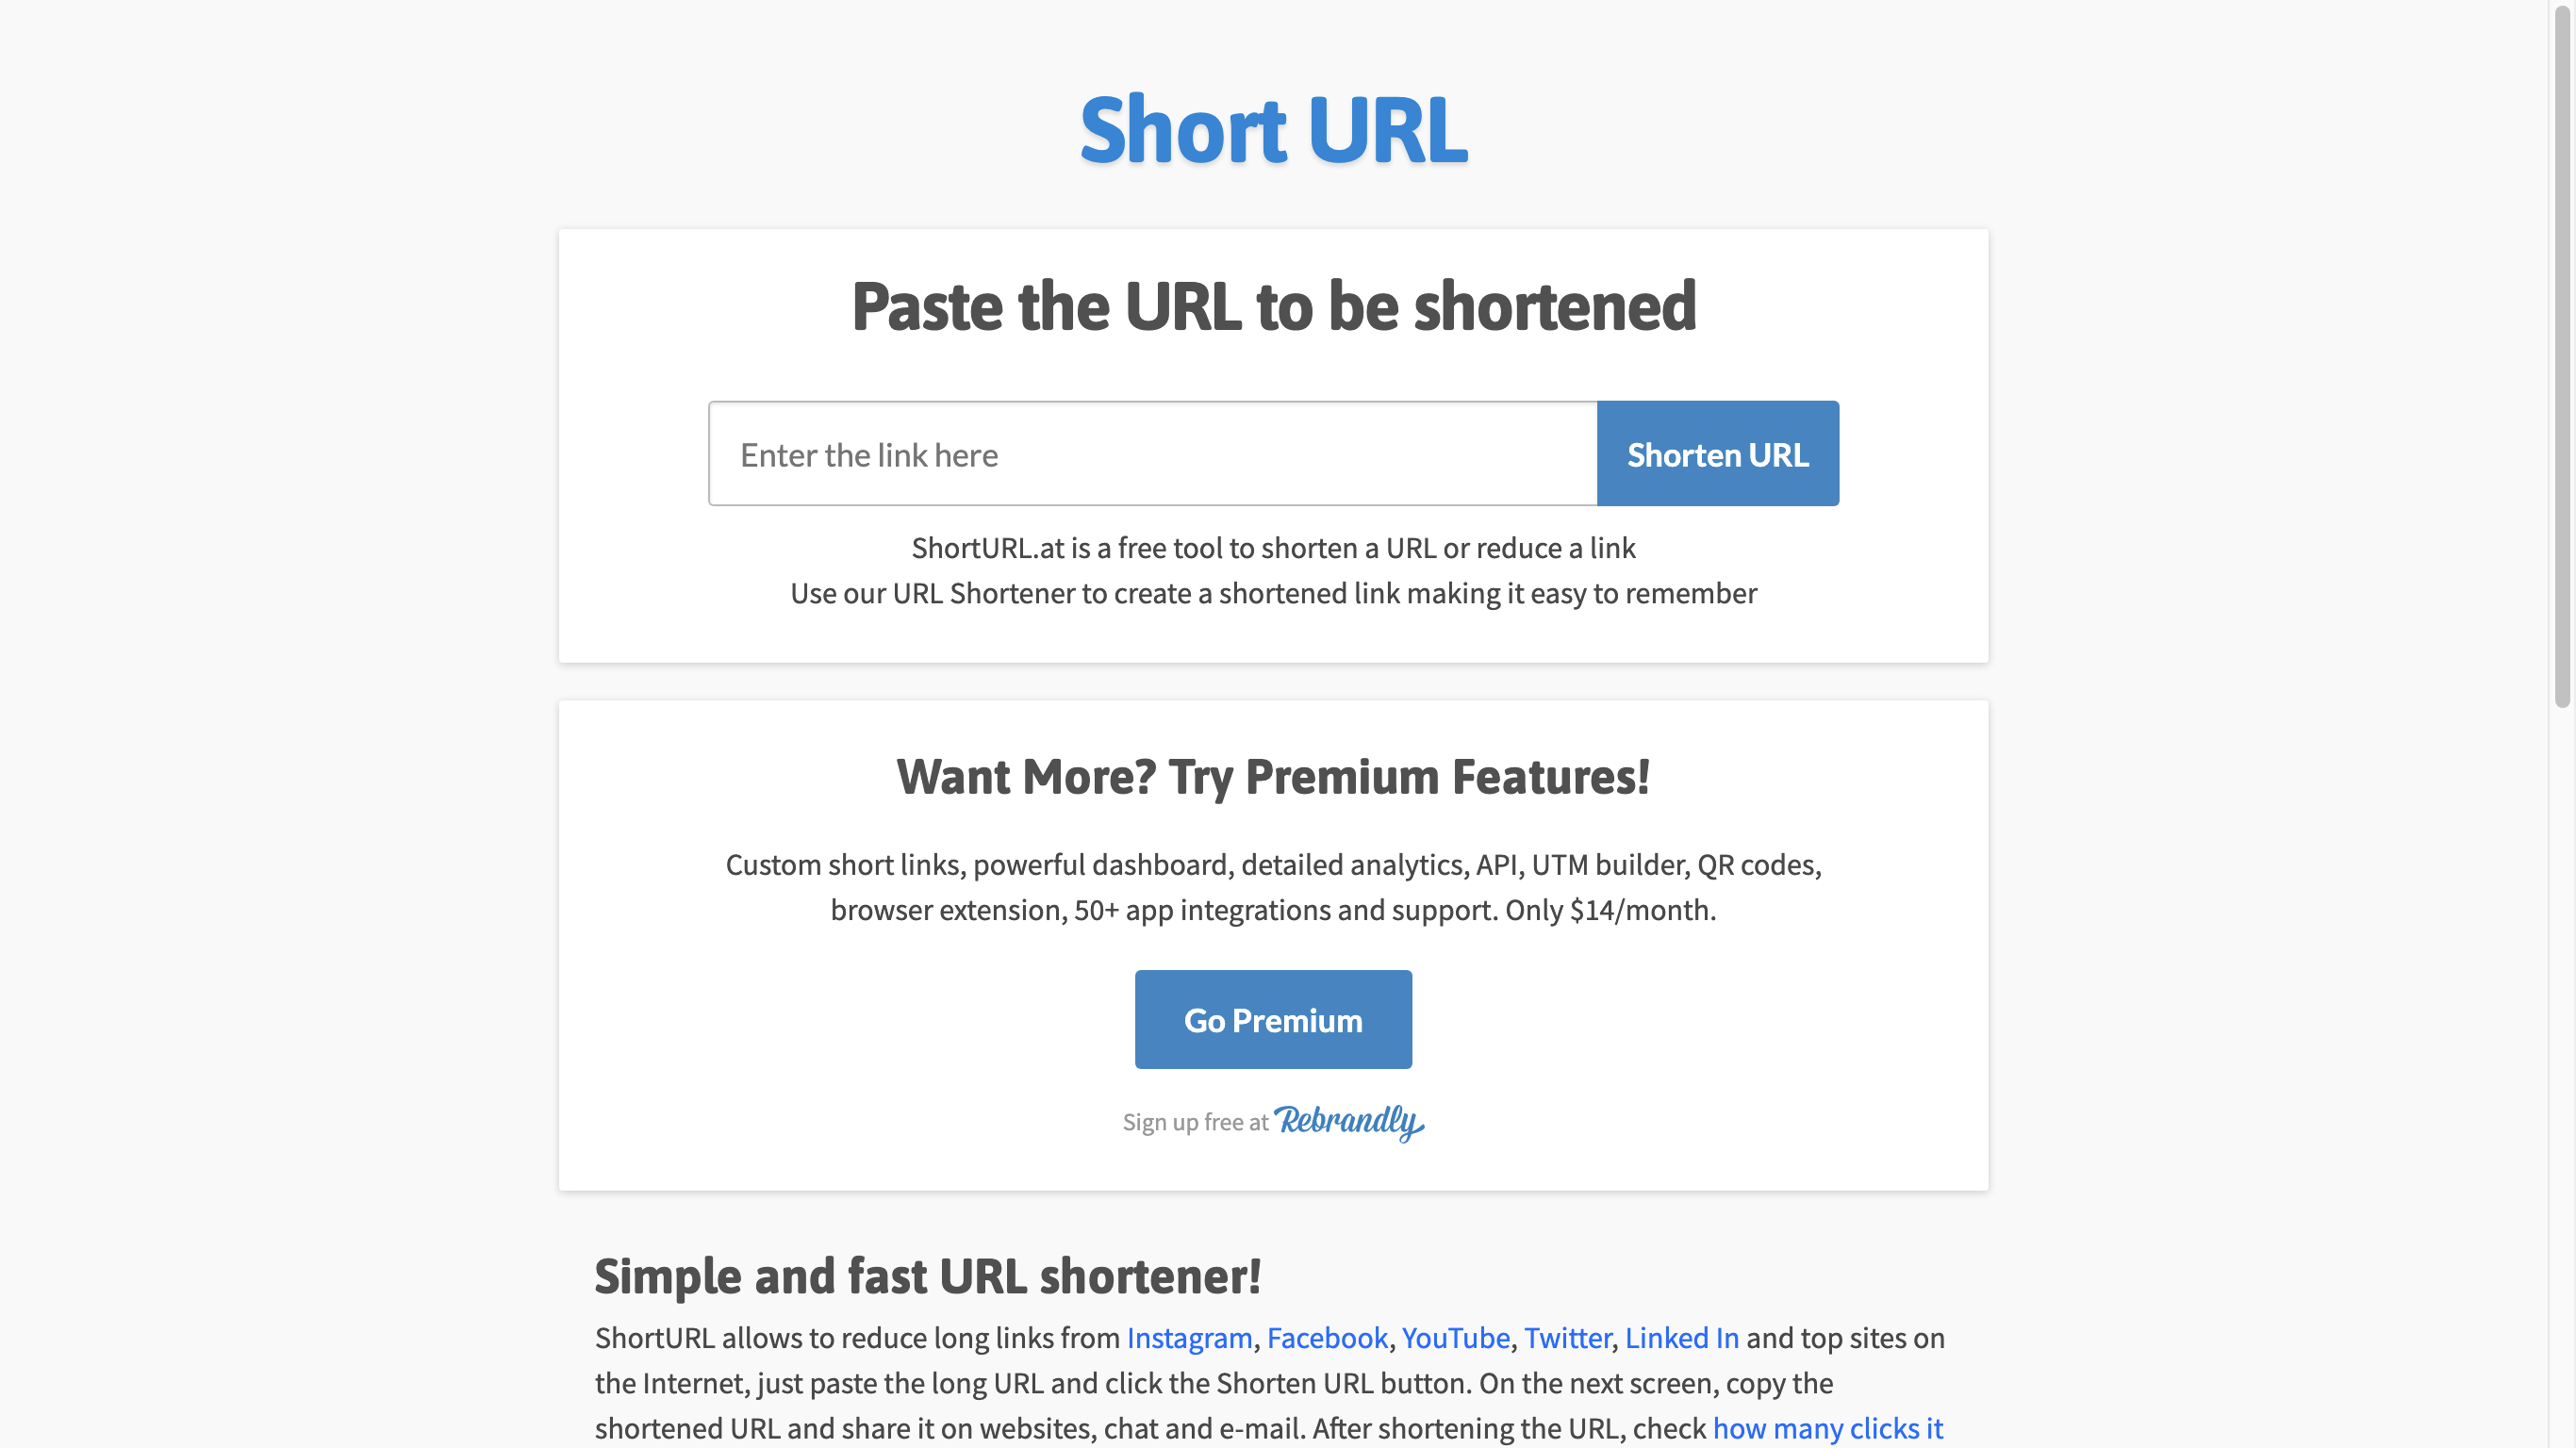 Short URL
Paste the URL to be shortened
Enter the link here
Shorten URL
ShortURL.at is a free tool to shorten a URL or reduce a link
Use our URL Shortener to create a shortened link making it easy to remember
Want More? Try Premium Features!
Custom short links, powerful dashboard, detailed analytics, API, UTM builder, QR codes,
browser extension, 50+ app integrations and support. Only $14/month.
Go Premium
Sign up free at Rebrandly
Simple and fast URL shortener!
ShortURL allows to reduce long links from Instagram, Facebook, YouTube, Twitter, Linked In and top sites on
the Internet, just paste the long URL and click the Shorten URL button. On the next screen, copy the
shortened URL and share it on websites, chat and e-mail. After shortening the URL, check how many clicks it